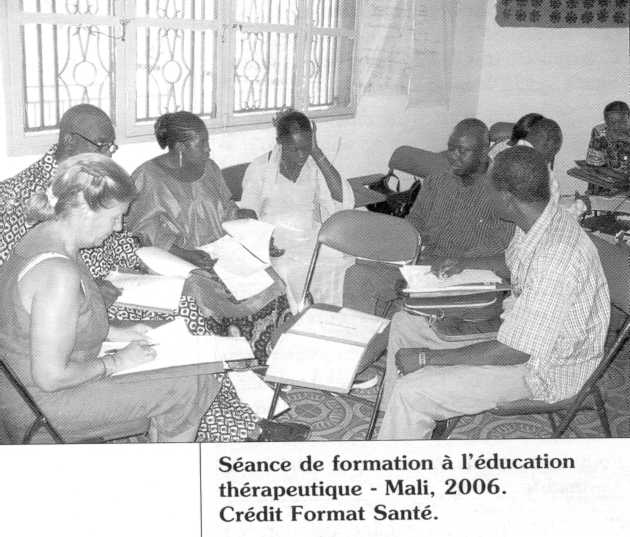 Séance de formation à l'éducation
thérapeutique - Mali, 2006.
Crédit Format Santé.